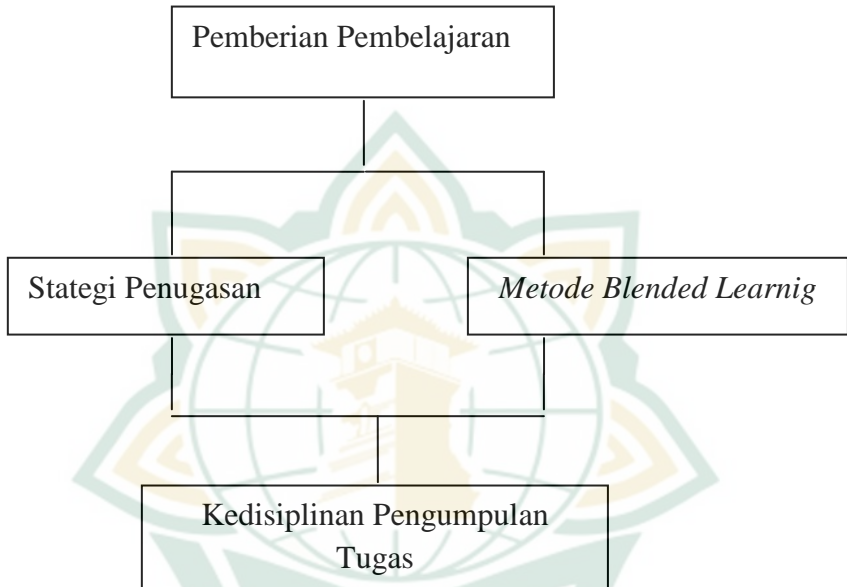 Pemberian Pembelajaran
Stategi Penugasan
Metode Blended Learnig
Kedisiplinan Pengumpulan
Tugas